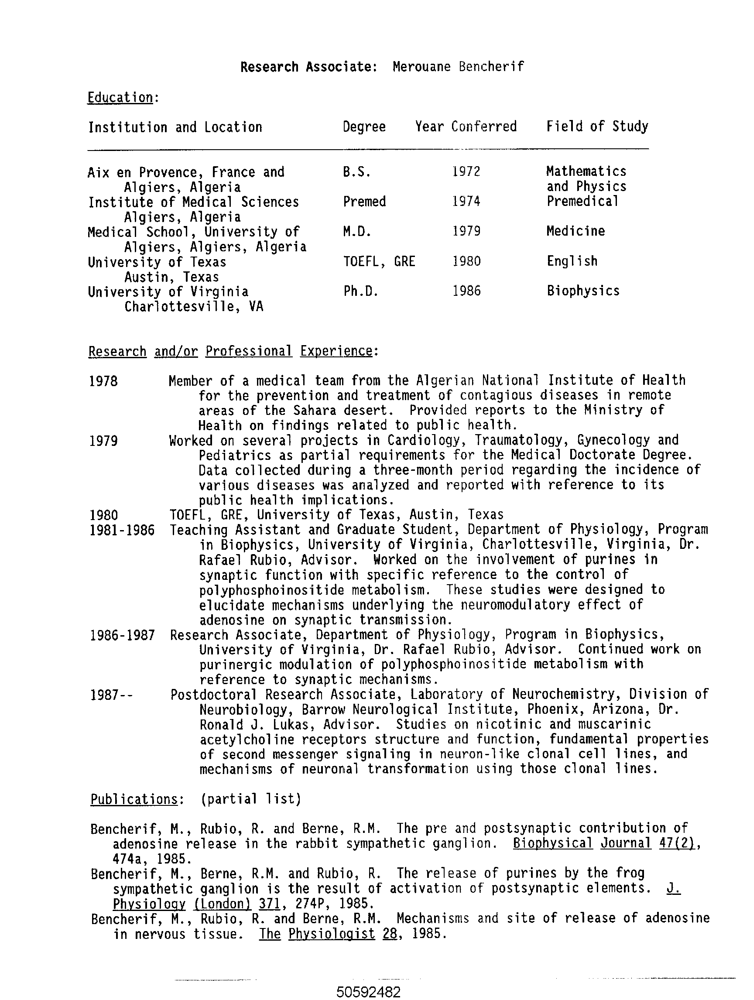 Research Associate: Merouane Bencherif
Education:
Institution and Location Degree Year Conferred Field of Study
Aix en Provence, France and B.S. 1972 Mathematics
Algiers, Algeria and Physics
Institute of Medical Sciences Premed 1974 Premedical
Algiers, Algeria
Medical School, University of M.D. 1979 Medicine
Algiers, Algiers, Algeria
University of Texas TOEFL, GRE 1980 English
Austin, Texas
University of Virginia Ph.D. 1986 Biophysics
Charlottesville, VA
Research and/or Professional Experience:
1978 Member of a medical team from the Algerian National Institute of Health
for the prevention and treatment of contagious diseases in remote
areas of the Sahara desert. Provided reports to the Ministry of
Health on findings related to public health.
1979 Worked on several projects in Cardiology, Traumatology, Gynecology and
Pediatrics as partial requirements for the Medical Doctorate Degree.
Data collected during a three-month period regarding the incidence of
various diseases was analyzed and reported with reference to its
public health implications.
1980 TOEFL, GRE, University of Texas, Austin, Texas
1981-1986 Teaching Assistant and Graduate Student, Department of Physiology, Program
in Biophysics, University of Virginia, Charlottesville, Virginia, Dr.
Rafael Rubio, Advisor. Worked on the involvement of purines in
synaptic function with specific reference to the control of
polyphosphoinositide metabolism. These studies were designed to
elucidate mechanisms underlying the neuromodulatory effect of
adenosine on synaptic transmission.
1986-1987 Research Associate, Department of Physiology, Program in Biophysics,
University of Virginia, Dr. Rafael Rubio, Advisor. Continued work on
purinergic modulation of polyphosphoinositide metabolism with
reference to synaptic mechanisms.
1987-- Postdoctoral Research Associate, Laboratory of Neurochemistry, Division of
Neurobiology, Barrow Neurological Institute, Phoenix, Arizona, Dr.
Ronald J. Lukas, Advisor. Studies on nicotinic and muscarinic
acetylcholine receptors structure and function, fundamental properties
of second messenger signaling in neuron-like clonal cell lines, and
mechanisms of neuronal transformation using those clonal lines.
Publications: (partial list)
Bencherif, M., Rubio, R. and Berne, R.M. The pre and postsynaptic contribution of
adenosine release in the rabbit sympathetic ganglion. Biophysical Journal 47(2),
474a, 1985.
Bencherif, M., Berne, R.M. and Rubio, R. The release of purines by the frog
sympathetic ganglion is the result of activation of postsynaptic elements. J.
Physiology (London) 371, 274P, 1985.
Bencherif, M., Rubio, R. and Berne, R.M. Mechanisms and site of release of adenosine
in nervous tissue. The Physiologist 28, 1985.
50592482